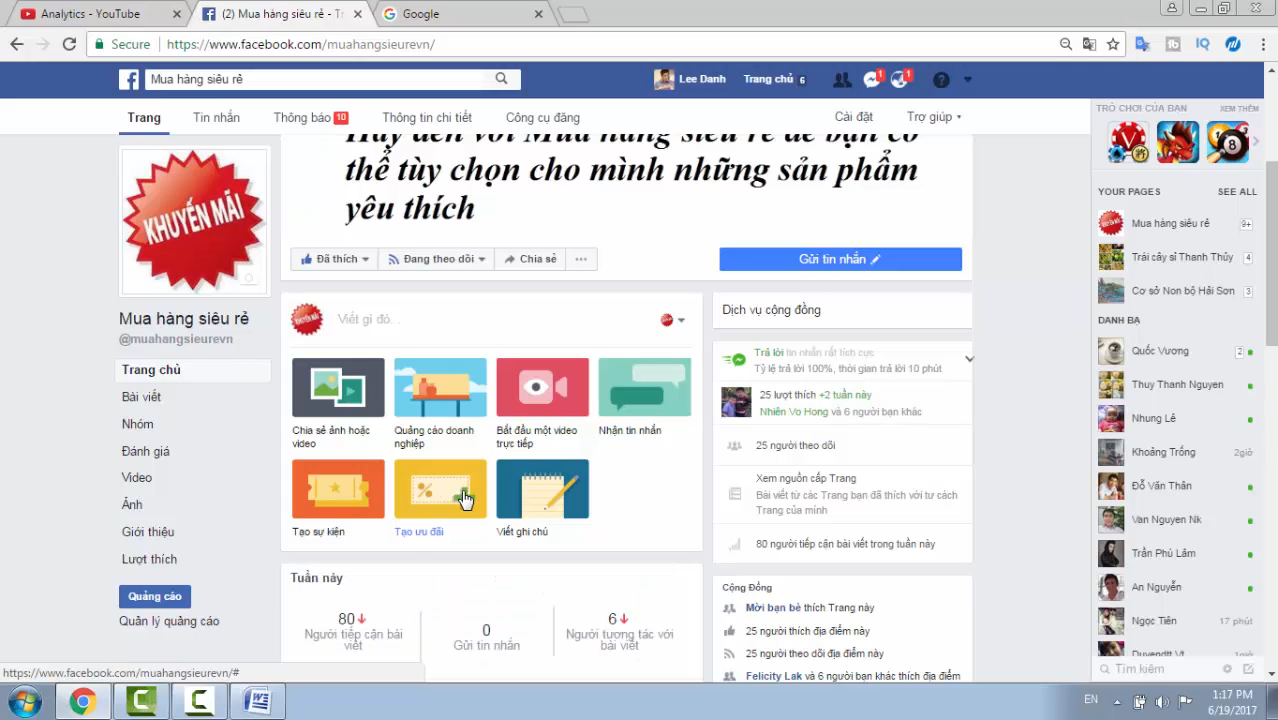 Analytics - YouTube
(2) Mua hàng siêu rẻ - Tr
Google
Secure
https://www.facebook.com/muahangsieurevn/
Mua hàng siêu rẻ
Lee Danh
Trang chủ 6
1
1
Trang
Tin nhắn
Thông báo 10
Thông tin chi tiết
Công cụ đăng
Cài đặt
Trợ giúp
KHUYẾN MÃI
Hãy đến với Mua hàng siêu rẻ để bạn có
thể tùy chọn cho mình những sản phẩm
yêu thích
Đã thích
Đang theo dõi
Chia sẻ
Gửi tin nhắn
Mua hàng siêu rẻ
@muahangsieurevn
Trang chủ
Bài viết
Nhóm
Đánh giá
Video
Ảnh
Giới thiệu
Lượt thích
Quảng cáo
Quản lý quảng cáo
Viết gì đó...
Chia sẻ ảnh hoặc
video
Quảng cáo doanh
nghiệp
Bắt đầu một video
trực tiếp
Nhận tin nhắn
Tạo sự kiện
Tạo ưu đãi
Viết ghi chú
Tuần này
80
Người tiếp cận bài
viết
0
Gửi tin nhắn
6
Người tương tác với
bài viết
Dịch vụ cộng đồng
Trả lời tin nhắn rất tích cực
Tỷ lệ trả lời 100%, thời gian trả lời 10 phút
25 lượt thích +2 tuần này
Nhiên Vo Hong và 6 người bạn khác
25 người theo dõi
Xem nguồn cấp Trang
Bài viết từ các Trang bạn đã thích với tư cách
Trang của mình
80 người tiếp cận bài viết trong tuần này
Cộng Đồng
Mời bạn bè thích Trang này
25 người thích địa điểm này
25 người theo dõi địa điểm này
Felicity Lak và 6 người bạn khác thích địa điểm
TRÒ CHƠI CỦA BẠN
XEM THÊM
YOUR PAGES
SEE ALL
Mua hàng siêu rẻ 9+
Trái cây sỉ Thanh Thủy 4
Cơ sở Non bộ Hải Sơn 3
DANH BẠ
Quốc Vương 2
Thuy Thanh Nguyen
Nhung Lê
Khoảng Trống 2giờ
Đỗ Văn Thân
Van Nguyen Nk
Trần Phú Lâm
An Nguyễn
Ngọc Tiên 17 phút
Tìm kiếm
https://www.facebook.com/muahangsieurevn/#
EN
1:17 PM
6/19/2017